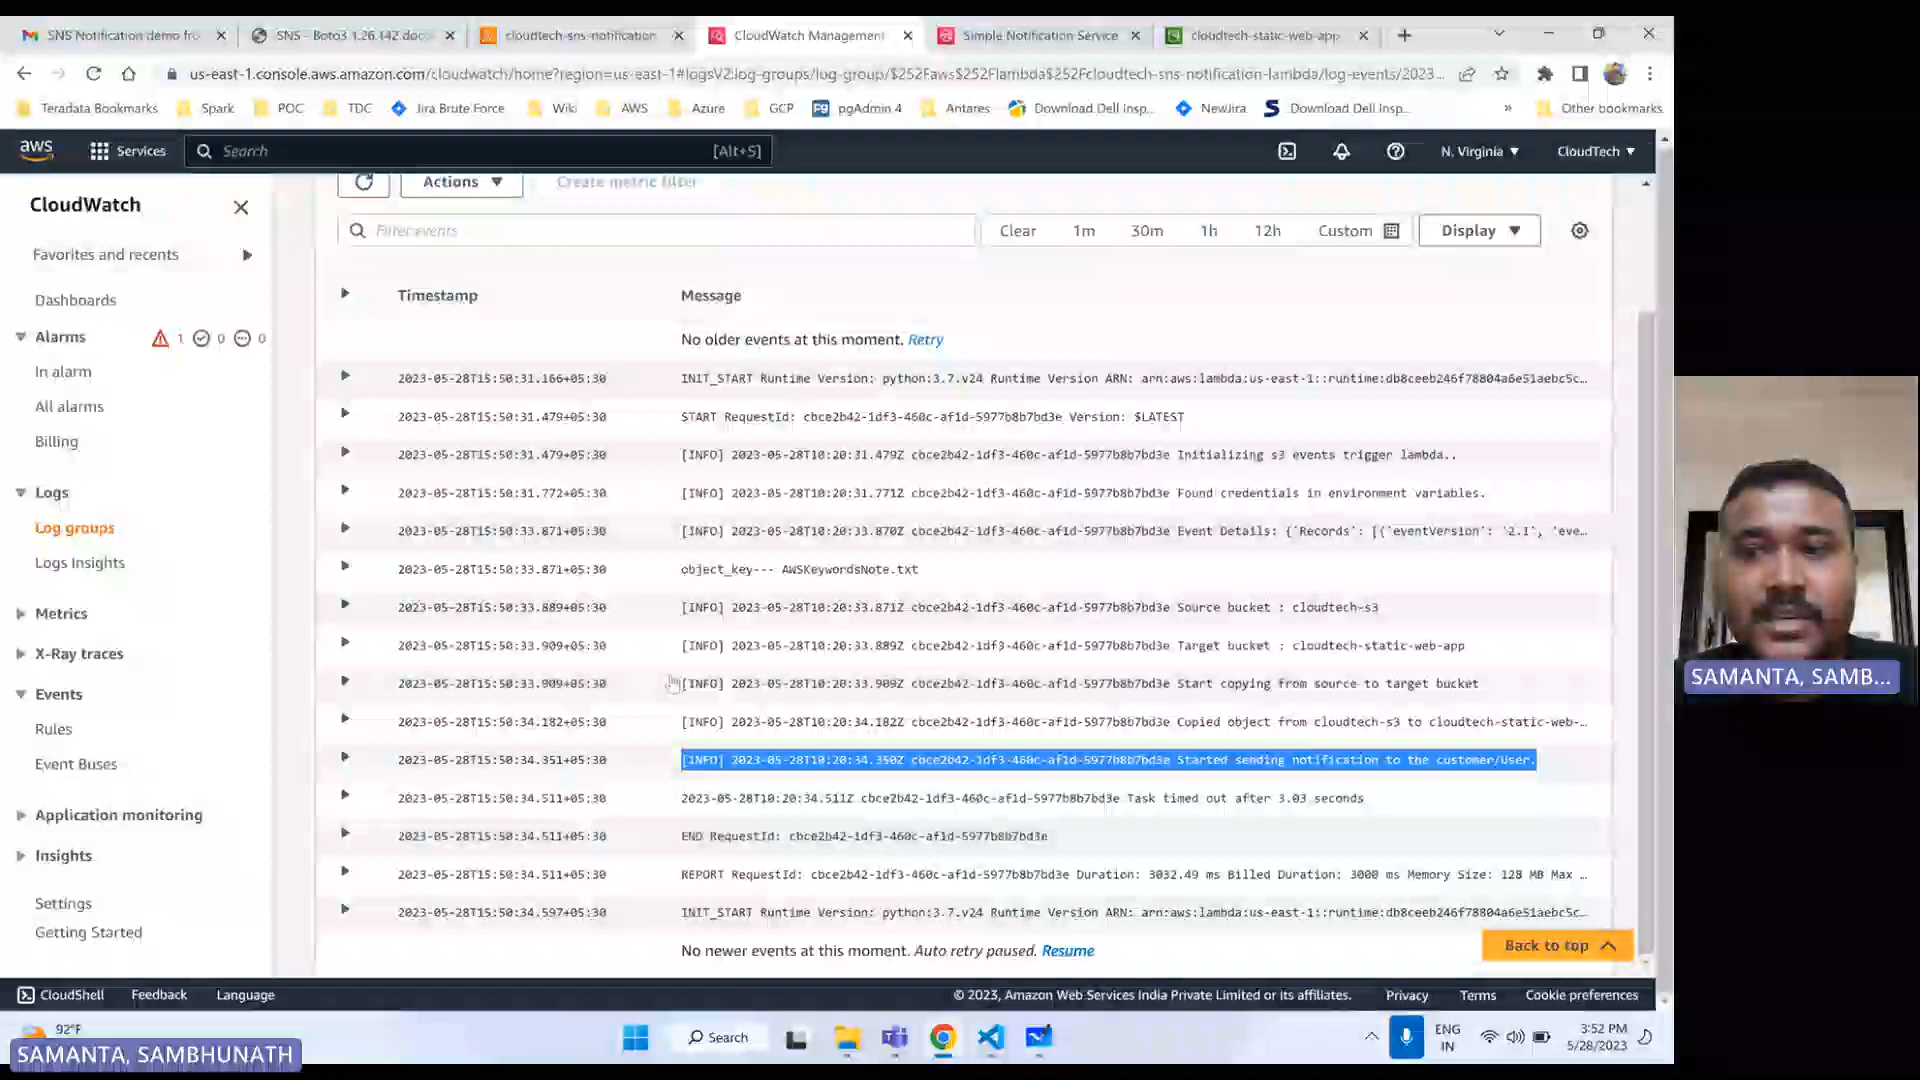 SNS Notification demo fro
SNS - Boto3 1.26.142 docu
cloudtech-sns-notification
CloudWatch Management
Simple Notification Service
cloudtech-static-web-app
us-east-1.console.aws.amazon.com/cloudwatch/home?region=us-east-1#logsV2:log-groups/log-group/$252Faws$252Flambda$252Fcloudtech-sns-notification-lambda/log-events/2023...
Teradata Bookmarks
Spark
POC
TDC
Jira Brute Force
Wiki
AWS
Azure
GCP
pgAdmin 4
Antares
Download Dell Insp...
NewJira
Download Dell Insp...
»
Other bookmarks
aws
Services
Search
[Alt+S]
N. Virginia
CloudTech
CloudWatch
Favorites and recents
Dashboards
Alarms
1
0
0
In alarm
All alarms
Billing
Logs
Log groups
Logs Insights
Metrics
X-Ray traces
Events
Rules
Event Buses
Application monitoring
Insights
Settings
Getting Started
Actions
Create metric filter
Filter events
Clear
1m
30m
1h
12h
Custom
Display
Timestamp
Message
No older events at this moment. Retry
2023-05-28T15:50:31.166+05:30 INIT_START Runtime Version: python:3.7.v24 Runtime Version ARN: arn:aws:lambda:us-east-1::runtime:db8ceeb246f78804a6e51aebc5c...
2023-05-28T15:50:31.479+05:30 START RequestId: cbce2b42-1df3-460c-af1d-5977b8b7bd3e Version: $LATEST
2023-05-28T15:50:31.479+05:30 [INFO] 2023-05-28T10:20:31.479Z cbce2b42-1df3-460c-af1d-5977b8b7bd3e Initializing s3 events trigger lambda..
2023-05-28T15:50:31.772+05:30 [INFO] 2023-05-28T10:20:31.771Z cbce2b42-1df3-460c-af1d-5977b8b7bd3e Found credentials in environment variables.
2023-05-28T15:50:33.871+05:30 [INFO] 2023-05-28T10:20:33.870Z cbce2b42-1df3-460c-af1d-5977b8b7bd3e Event Details: {'Records': [{'eventVersion': '2.1', 'eve...
2023-05-28T15:50:33.871+05:30 object_key--- AWSKeywordsNote.txt
2023-05-28T15:50:33.889+05:30 [INFO] 2023-05-28T10:20:33.871Z cbce2b42-1df3-460c-af1d-5977b8b7bd3e Source bucket : cloudtech-s3
2023-05-28T15:50:33.909+05:30 [INFO] 2023-05-28T10:20:33.889Z cbce2b42-1df3-460c-af1d-5977b8b7bd3e Target bucket : cloudtech-static-web-app
2023-05-28T15:50:33.909+05:30 [INFO] 2023-05-28T10:20:33.909Z cbce2b42-1df3-460c-af1d-5977b8b7bd3e Start copying from source to target bucket
2023-05-28T15:50:34.182+05:30 [INFO] 2023-05-28T10:20:34.182Z cbce2b42-1df3-460c-af1d-5977b8b7bd3e Copied object from cloudtech-s3 to cloudtech-static-web-...
2023-05-28T15:50:34.351+05:30 [INFO] 2023-05-28T10:20:34.350Z cbce2b42-1df3-460c-af1d-5977b8b7bd3e Started sending notification to the customer/User.
2023-05-28T15:50:34.511+05:30 2023-05-28T10:20:34.511Z cbce2b42-1df3-460c-af1d-5977b8b7bd3e Task timed out after 3.03 seconds
2023-05-28T15:50:34.511+05:30 END RequestId: cbce2b42-1df3-460c-af1d-5977b8b7bd3e
2023-05-28T15:50:34.511+05:30 REPORT RequestId: cbce2b42-1df3-460c-af1d-5977b8b7bd3e Duration: 3032.49 ms Billed Duration: 3000 ms Memory Size: 128 MB Max ...
2023-05-28T15:50:34.597+05:30 INIT_START Runtime Version: python:3.7.v24 Runtime Version ARN: arn:aws:lambda:us-east-1::runtime:db8ceeb246f78804a6e51aebc5c...
No newer events at this moment. Auto retry paused. Resume
Back to top
SAMANTA, SAMB...
CloudShell
Feedback
Language
© 2023, Amazon Web Services India Private Limited or its affiliates.
Privacy
Terms
Cookie preferences
92°F
SAMANTA, SAMBHUNATH
Search
ENG
IN
3:52 PM
5/28/2023